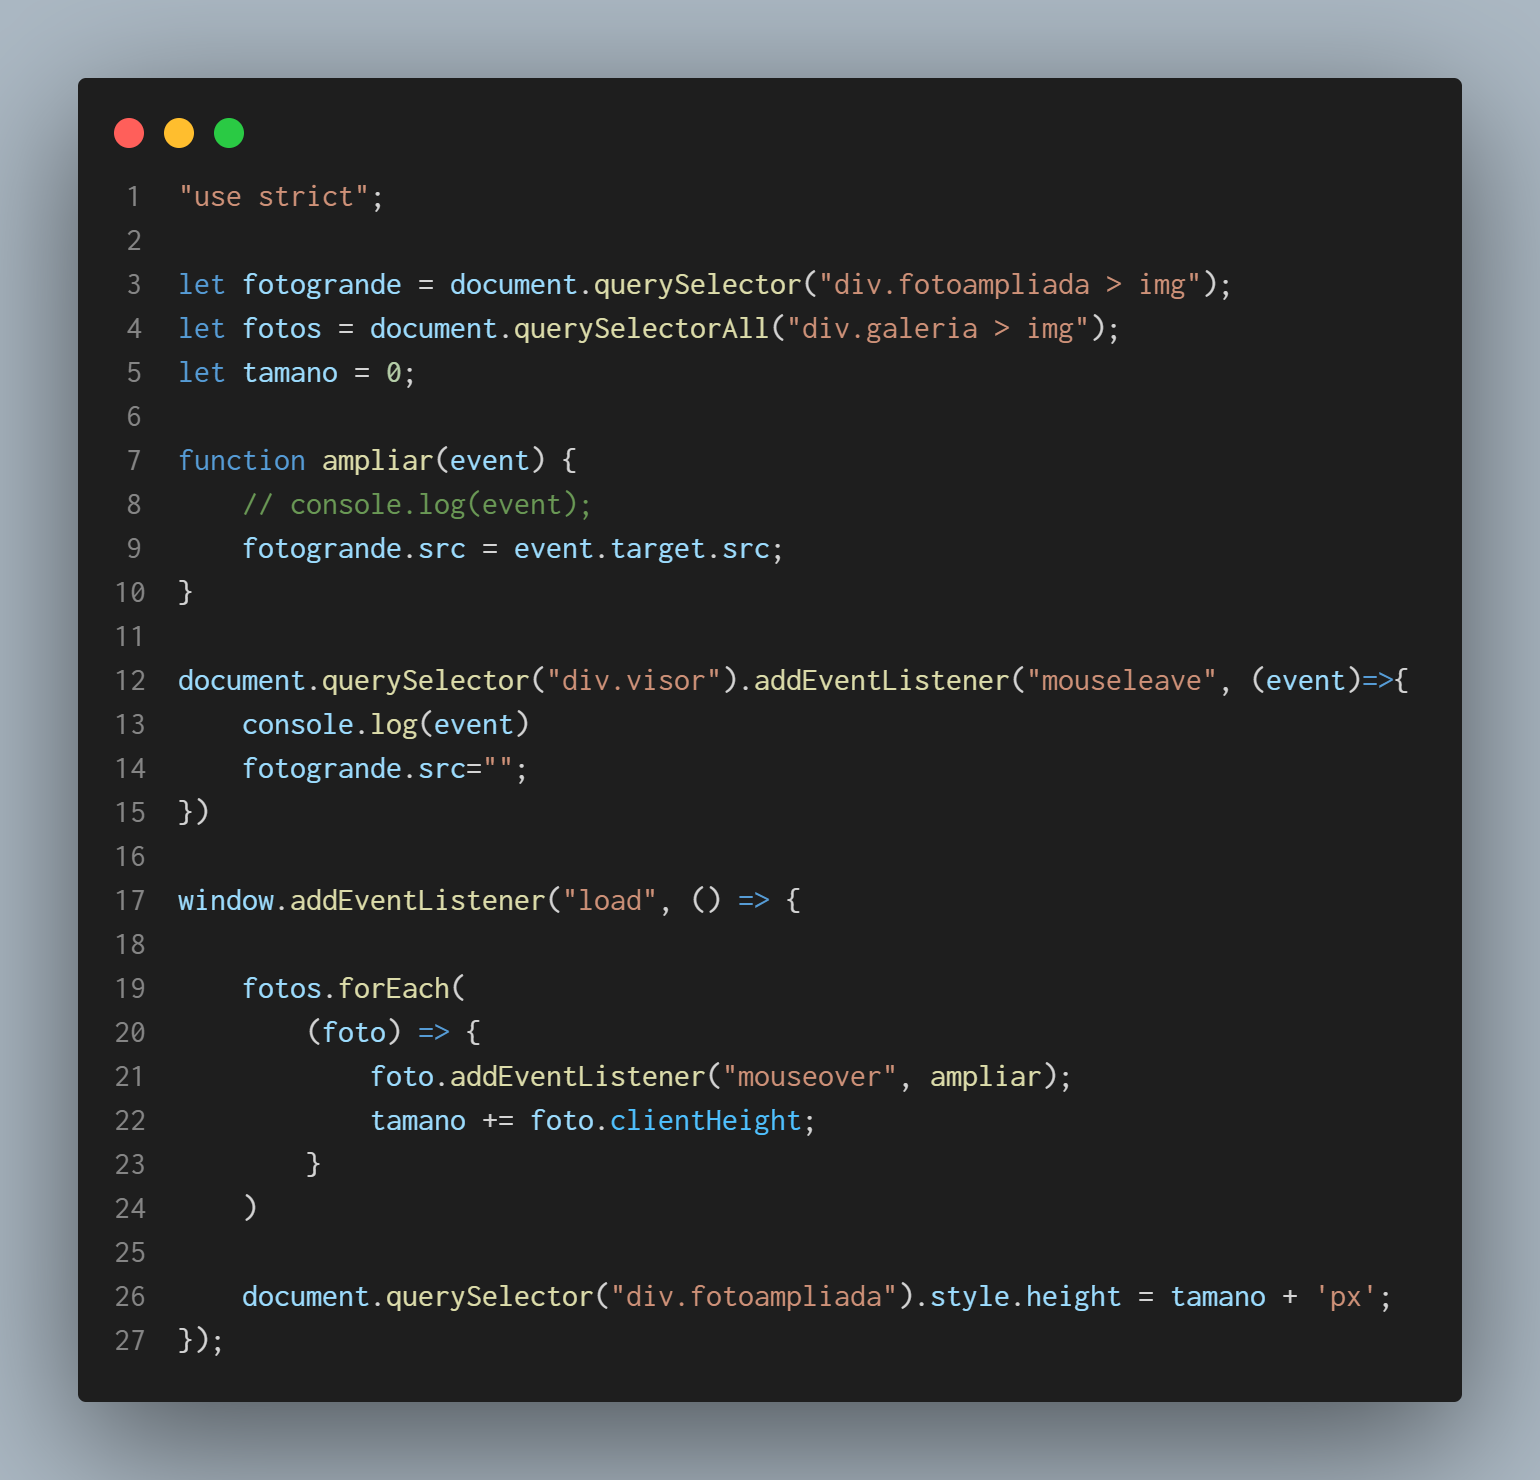 1 "use strict";
2
3 let fotogrande = document.querySelector("div.fotoampliada > img");
4 let fotos = document.querySelectorAll("div.galeria > img");
5 let tamano = 0;
6
7 function ampliar(event) {
8     // console.log(event);
9     fotogrande.src = event.target.src;
10 }
11
12 document.querySelector("div.visor").addEventListener("mouseleave", (event)=>{
13     console.log(event)
14     fotogrande.src="";
15 })
16
17 window.addEventListener("load", () => {
18
19     fotos.forEach(
20         (foto) => {
21             foto.addEventListener("mouseover", ampliar);
22             tamano += foto.clientHeight;
23         }
24     )
25
26     document.querySelector("div.fotoampliada").style.height = tamano + 'px';
27 });